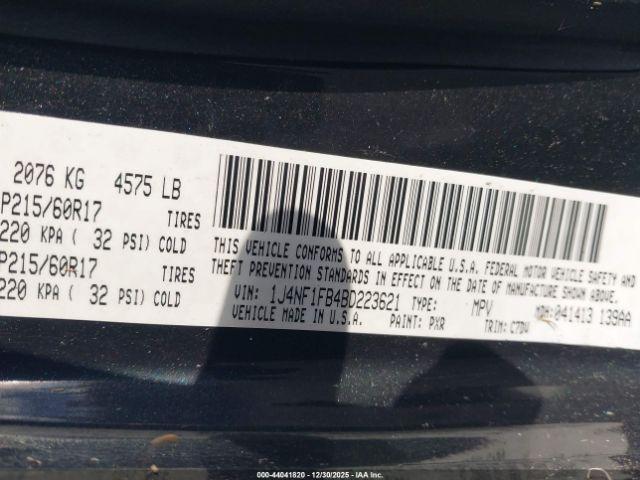 2076 KG 4575 LB
P215/60R17 TIRES
220 KPA ( 32 PSI) COLD
P215/60R17 TIRES
220 KPA ( 32 PSI) COLD
THIS VEHICLE CONFORMS TO ALL APPLICABLE U.S.A. FEDERAL MOTOR VEHICLE SAFETY AND
THEFT PREVENTION STANDARDS IN EFFECT ON THE DATE OF MANUFACTURE SHOWN ABOVE.
VIN: 1J4NF1FB4BD223621 TYPE: MPV MDH: 041413 139AA
VEHICLE MADE IN U.S.A. PAINT: PXR TRIM: C7DV
000-44041820 - 12/30/2025 - IAA Inc.